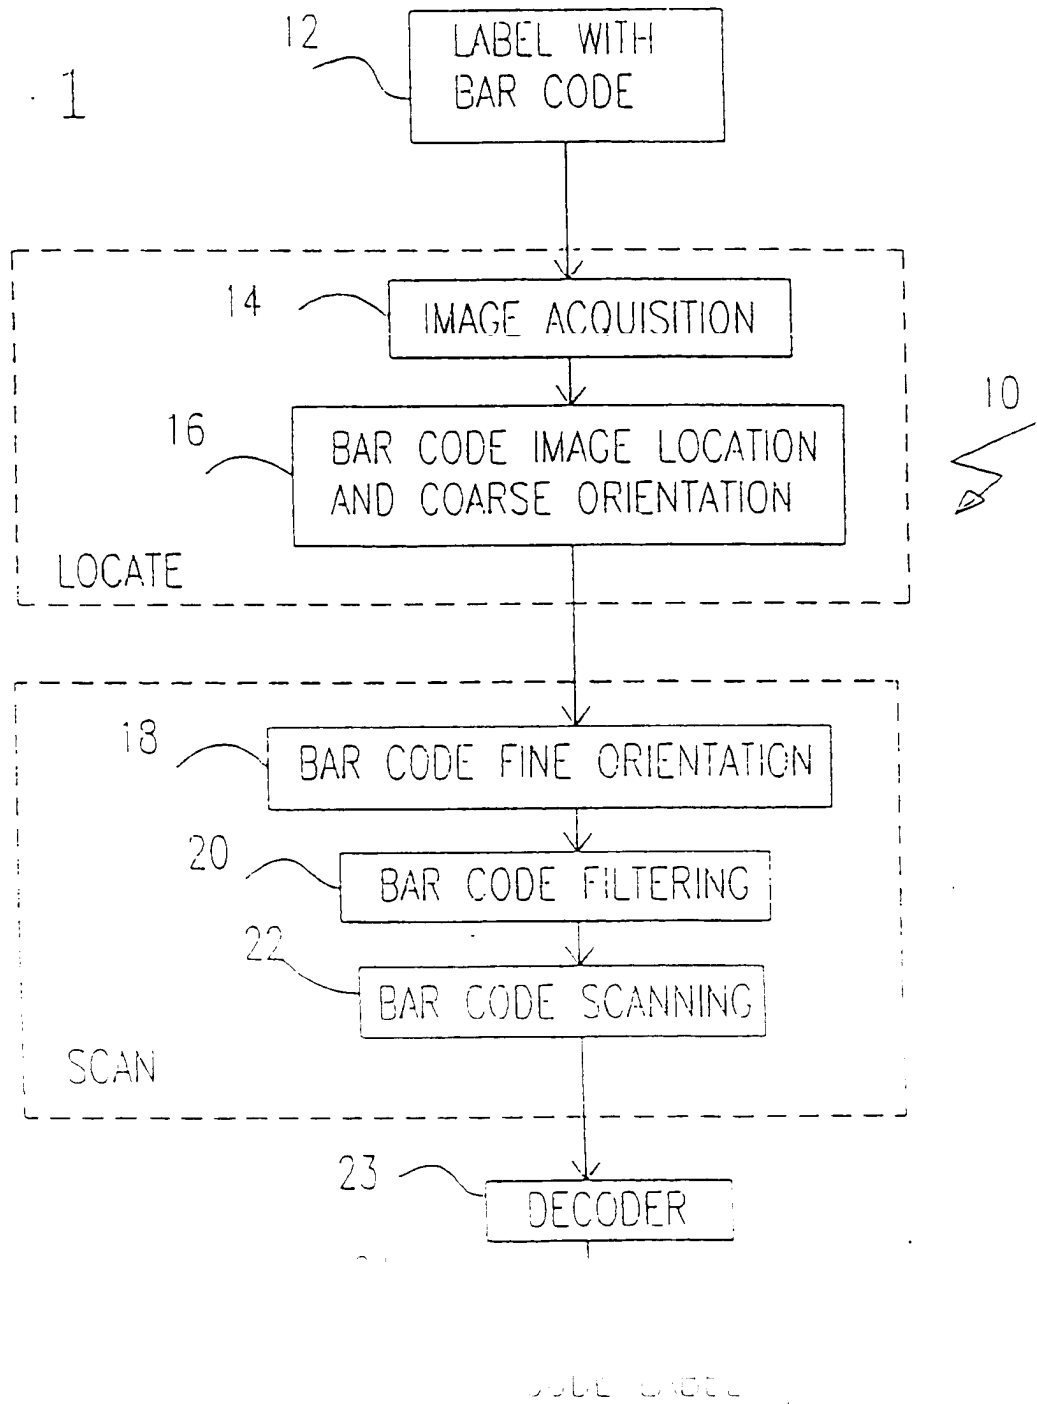 12
LABEL WITH
BAR CODE
1
14
IMAGE ACQUISITION
10
16
BAR CODE IMAGE LOCATION
AND COARSE ORIENTATION
LOCATE
18
BAR CODE FINE ORIENTATION
20
BAR CODE FILTERING
22
BAR CODE SCANNING
SCAN
23
DECODER